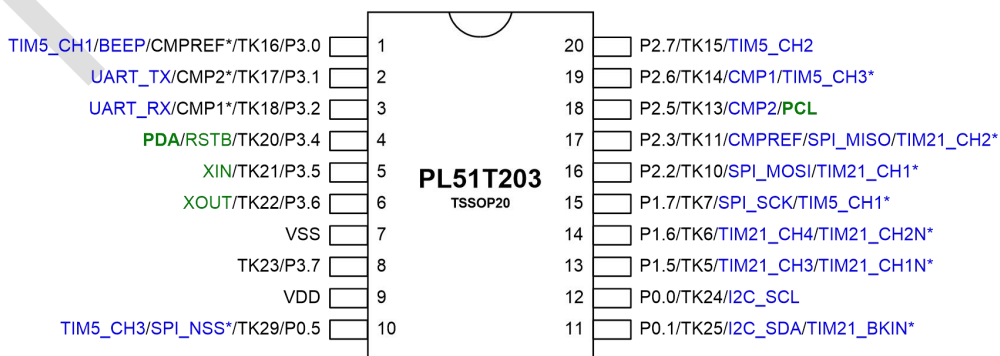 TIM5_CH1/BEEP/CMPREF*/TK16/P3.0 1 20 P2.7/TK15/TIM5_CH2
UART_TX/CMP2*/TK17/P3.1 2 19 P2.6/TK14/CMP1/TIM5_CH3*
UART_RX/CMP1*/TK18/P3.2 3 18 P2.5/TK13/CMP2/PCL
PDA/RSTB/TK20/P3.4 4 17 P2.3/TK11/CMPREF/SPI_MISO/TIM21_CH2*
XIN/TK21/P3.5 5 16 P2.2/TK10/SPI_MOSI/TIM21_CH1*
PL51T203
XOUT/TK22/P3.6 6 15 P1.7/TK7/SPI_SCK/TIM5_CH1*
TSSOP20
VSS 7 14 P1.6/TK6/TIM21_CH4/TIM21_CH2N*
TK23/P3.7 8 13 P1.5/TK5/TIM21_CH3/TIM21_CH1N*
VDD 9 12 P0.0/TK24/I2C_SCL
TIM5_CH3/SPI_NSS*/TK29/P0.5 10 11 P0.1/TK25/I2C_SDA/TIM21_BKIN*